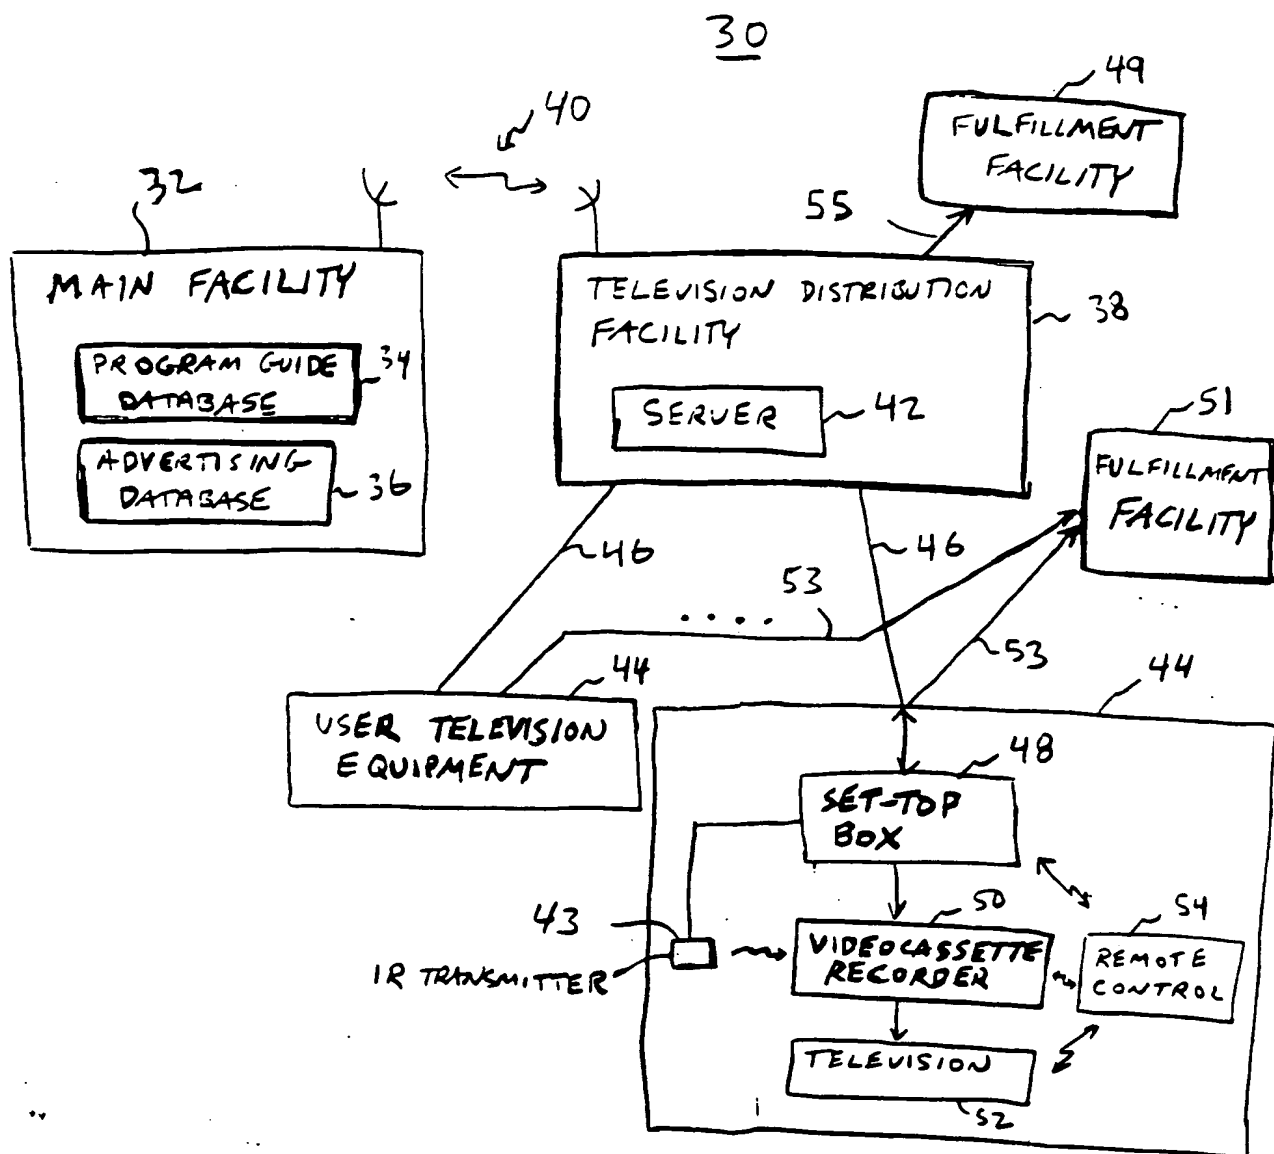 30
49
FULFILLMENT
FACILITY
40
32
55
MAIN FACILITY
TELEVISION DISTRIBUTION
FACILITY
38
PROGRAM GUIDE
DATABASE
34
SERVER
42
51
ADVERTISING
DATABASE
36
FULFILLMENT
FACILITY
46
46
53
53
44
44
USER TELEVISION
EQUIPMENT
48
SET-TOP
BOX
43
50
54
IR TRANSMITTER
VIDEOCASSETTE
RECORDER
REMOTE
CONTROL
TELEVISION
52